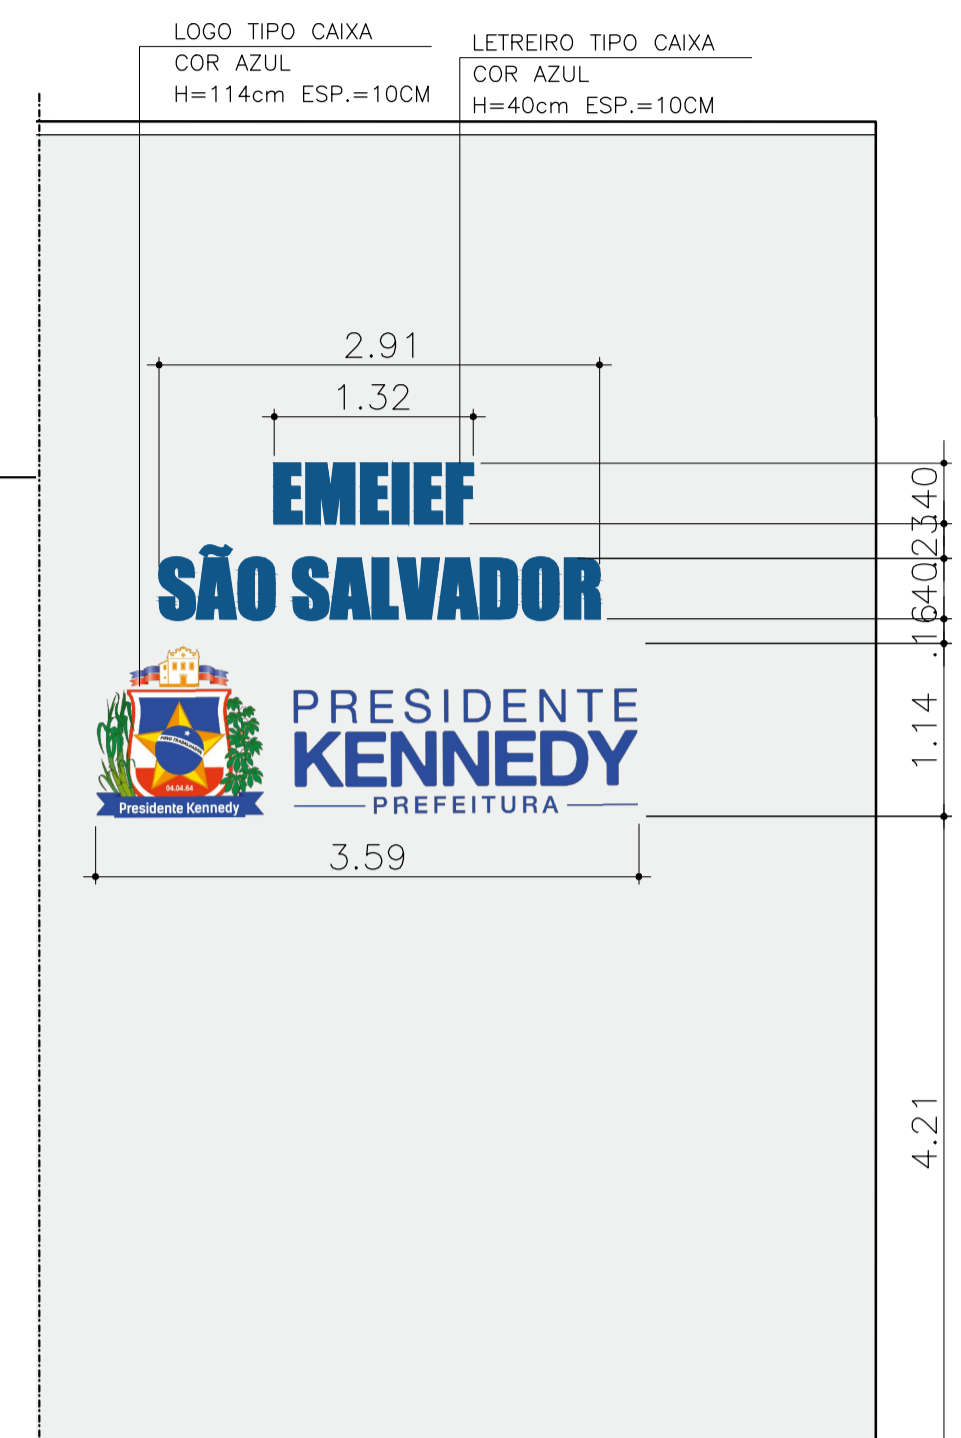 LOGO TIPO CAIXA
COR AZUL
H=114cm ESP.=10CM
LETREIRO TIPO CAIXA
COR AZUL
H=40cm ESP.=10CM
2.91
1.32
EMEIEF
SÃO SALVADOR
.40
.23
.40
.16
1.14
POVO TRABALHADOR
04.04.64
Presidente Kennedy
PRESIDENTE
KENNEDY
PREFEITURA
3.59
4.21